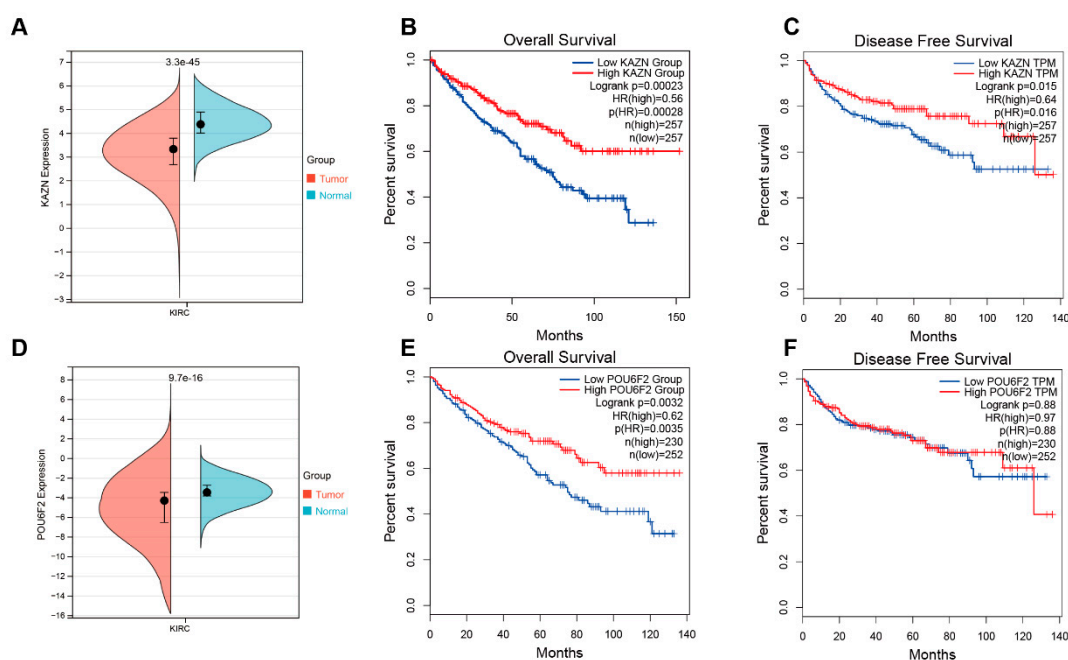 A
3.3e-45
7
6
5
4
3
2
1
0
−1
−2
−3
KAZN Expression
KIRC
Group
Tumor
Normal
B
Overall Survival
Low KAZN Group
High KAZN Group
Logrank p=0.00023
HR(high)=0.56
p(HR)=0.00028
n(high)=257
n(low)=257
1.0
0.8
0.6
0.4
0.2
0.0
Percent survival
0 50 100 150
Months
C
Disease Free Survival
Low KAZN TPM
High KAZN TPM
Logrank p=0.015
HR(high)=0.64
p(HR)=0.016
n(high)=257
n(low)=257
1.0
0.8
0.6
0.4
0.2
0.0
Percent survival
0 20 40 60 80 100 120 140
Months
D
9.7e-16
8
6
4
2
0
−2
−4
−6
−8
−10
−12
−14
−16
POU6F2 Expression
KIRC
Group
Tumor
Normal
E
Overall Survival
Low POU6F2 Group
High POU6F2 Group
Logrank p=0.0032
HR(high)=0.62
p(HR)=0.0035
n(high)=230
n(low)=252
1.0
0.8
0.6
0.4
0.2
0.0
Percent survival
0 20 40 60 80 100 120 140
Months
F
Disease Free Survival
Low POU6F2 TPM
High POU6F2 TPM
Logrank p=0.88
HR(high)=0.97
p(HR)=0.88
n(high)=230
n(low)=252
1.0
0.8
0.6
0.4
0.2
0.0
Percent survival
0 20 40 60 80 100 120 140
Months